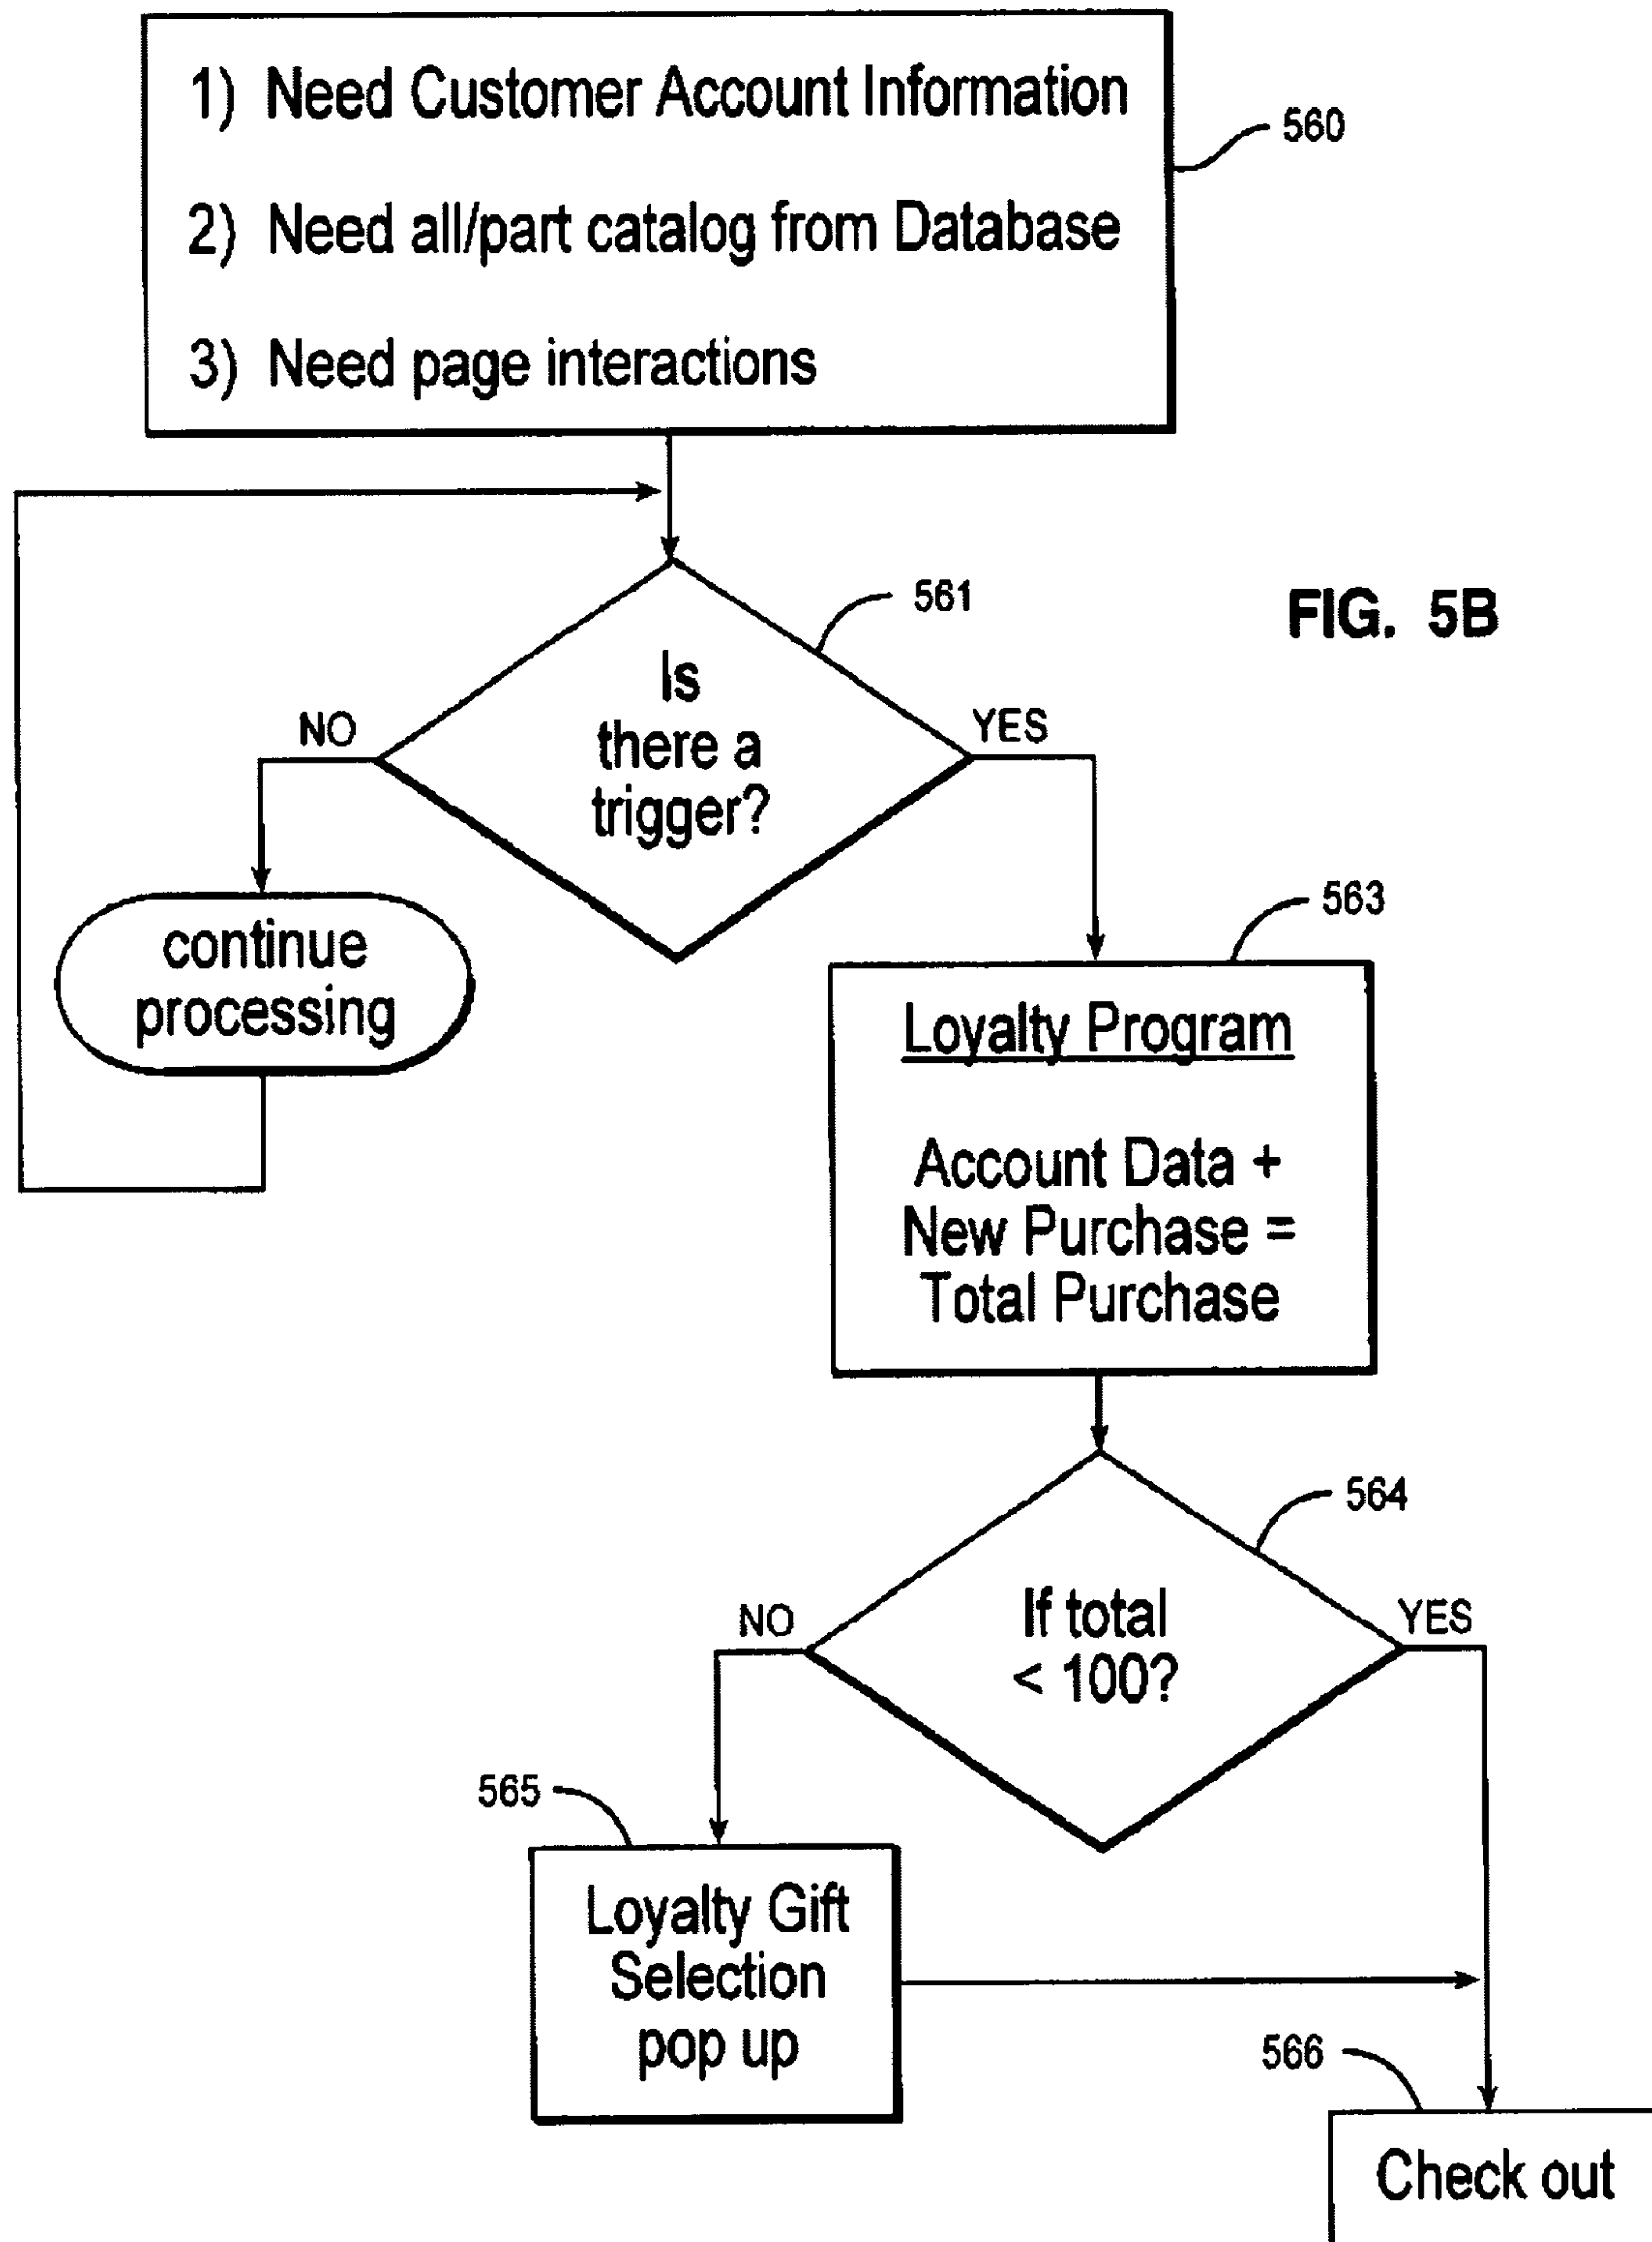 1) Need Customer Account Information
560
2) Need all/part catalog from Database
3) Need page interactions
561
FIG. 5B
Is
there a
trigger?
NO
YES
continue
processing
563
Loyalty Program
Account Data +
New Purchase =
Total Purchase
564
If total
< 100?
NO
YES
565
Loyalty Gift
Selection
pop up
566
Check out